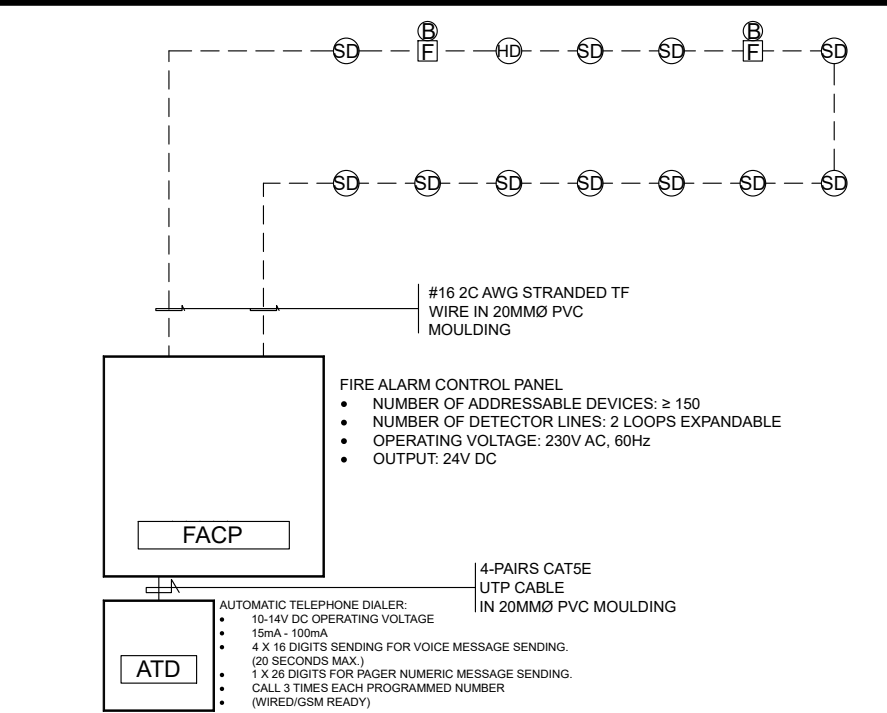 B B
SD F HD SD SD F SD
SD SD SD SD SD SD SD
#16 2C AWG STRANDED TF
WIRE IN 20MMØ PVC
MOULDING
FIRE ALARM CONTROL PANEL
• NUMBER OF ADDRESSABLE DEVICES: ≥ 150
• NUMBER OF DETECTOR LINES: 2 LOOPS EXPANDABLE
• OPERATING VOLTAGE: 230V AC, 60Hz
• OUTPUT: 24V DC
FACP
4-PAIRS CAT5E
UTP CABLE
IN 20MMØ PVC MOULDING
AUTOMATIC TELEPHONE DIALER:
• 10-14V DC OPERATING VOLTAGE
• 15mA - 100mA
• 4 X 16 DIGITS SENDING FOR VOICE MESSAGE SENDING.
(20 SECONDS MAX.)
• 1 X 26 DIGITS FOR PAGER NUMERIC MESSAGE SENDING.
• CALL 3 TIMES EACH PROGRAMMED NUMBER
• (WIRED/GSM READY)
ATD